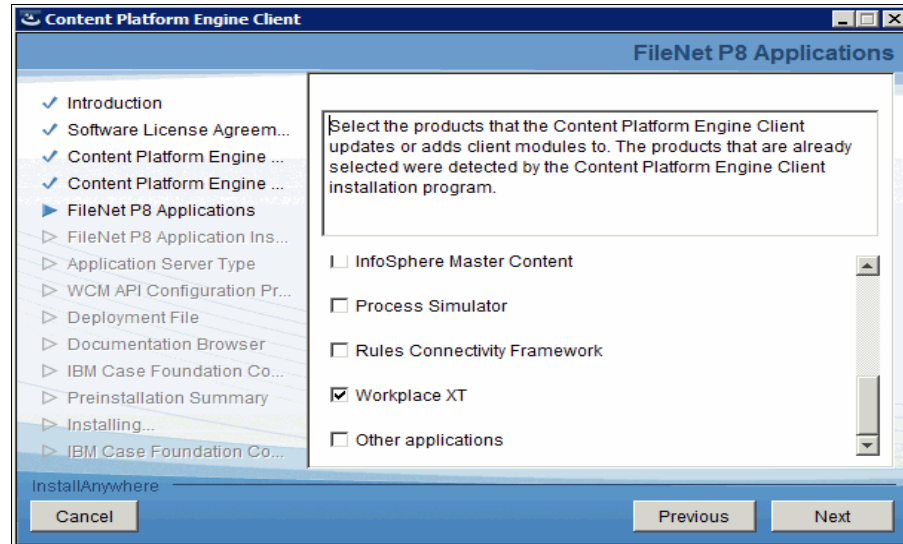 Content Platform Engine Client
FileNet P8 Applications
Introduction
Software License Agreem...
Content Platform Engine ...
Content Platform Engine ...
FileNet P8 Applications
FileNet P8 Application Ins...
Application Server Type
WCM API Configuration Pr...
Deployment File
Documentation Browser
IBM Case Foundation Co...
Preinstallation Summary
Installing...
IBM Case Foundation Co...
Select the products that the Content Platform Engine Client
updates or adds client modules to. The products that are already
selected were detected by the Content Platform Engine Client
installation program.
InfoSphere Master Content
Process Simulator
Rules Connectivity Framework
Workplace XT
Other applications
InstallAnywhere
Cancel
Previous
Next